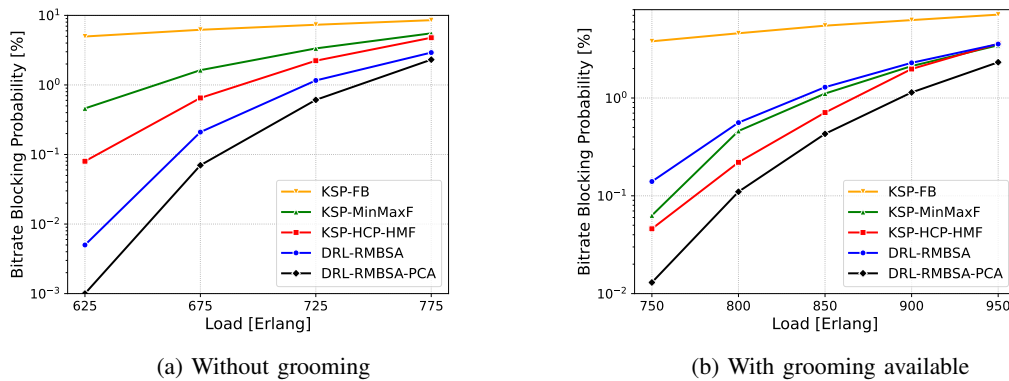 10^1
10^0
10^-1
10^-2
10^-3
Bitrate Blocking Probability [%]
KSP-FB
KSP-MinMaxF
KSP-HCP-HMF
DRL-RMBSA
DRL-RMBSA-PCA
625 675 725 775
Load [Erlang]
(a) Without grooming
10^0
10^-1
10^-2
Bitrate Blocking Probability [%]
KSP-FB
KSP-MinMaxF
KSP-HCP-HMF
DRL-RMBSA
DRL-RMBSA-PCA
750 800 850 900 950
Load [Erlang]
(b) With grooming available